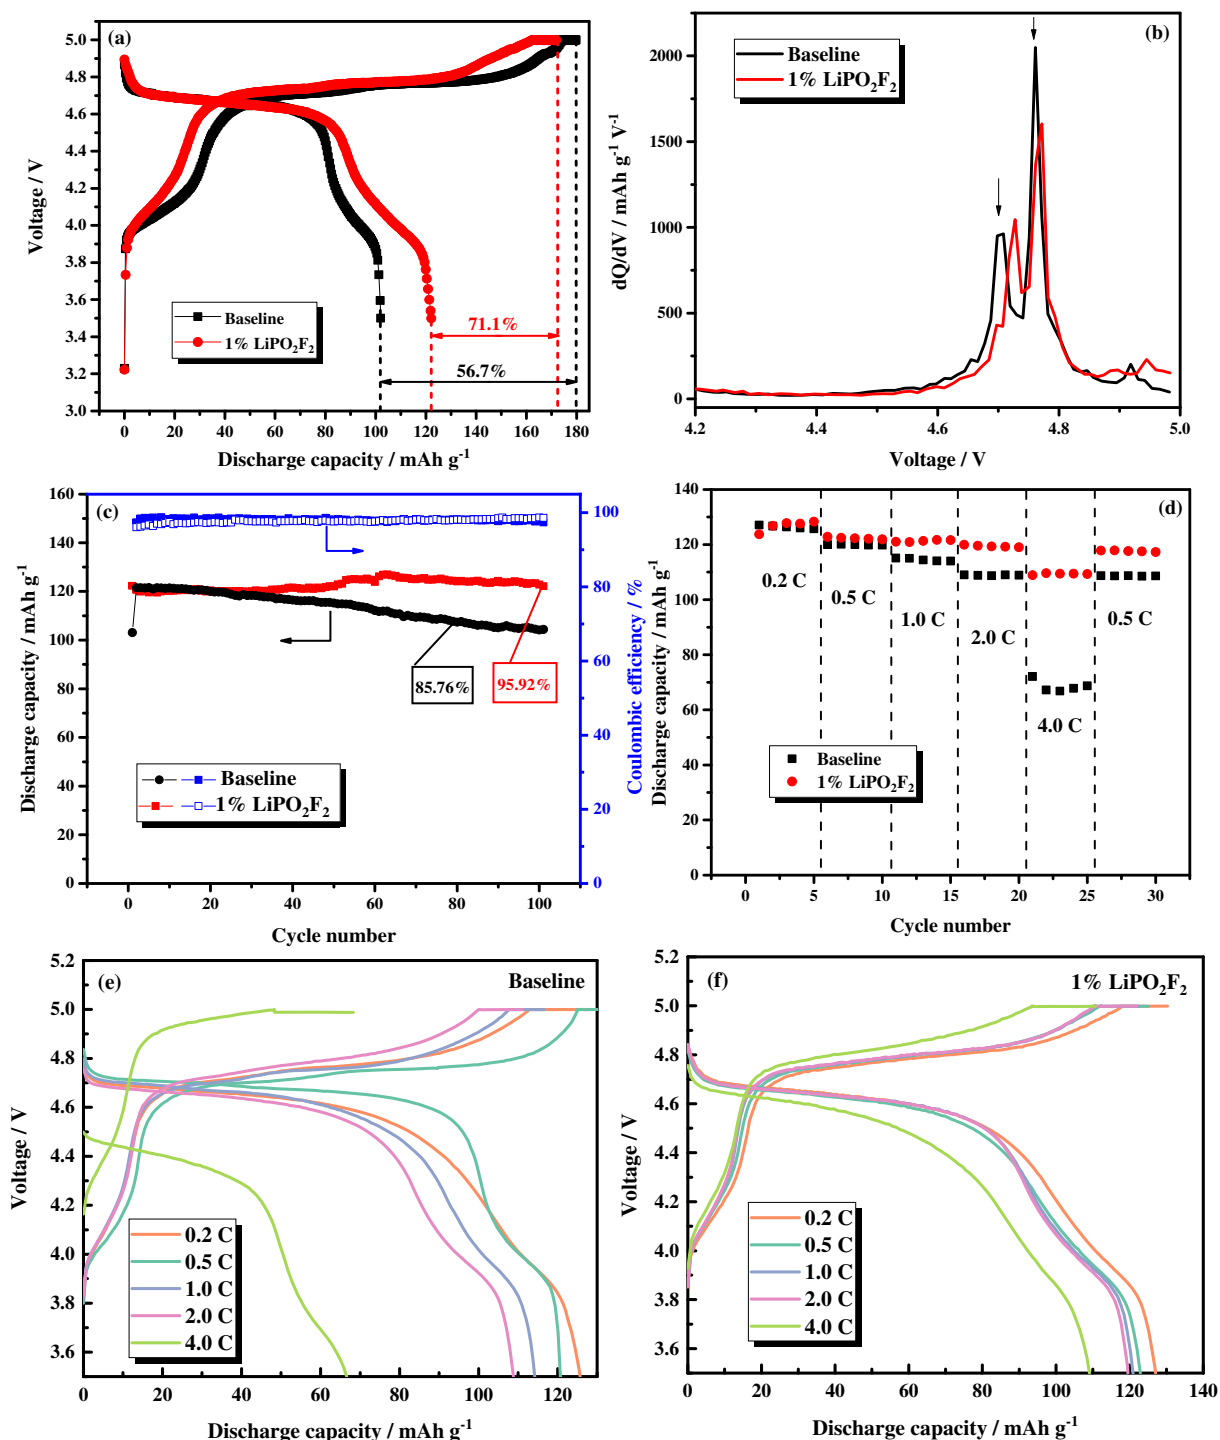 (a)
5.0
4.8
4.6
4.4
4.2
4.0
3.8
3.6
3.4
3.2
3.0
Voltage / V
Baseline
1% LiPO₂F₂
71.1%
56.7%
0 20 40 60 80 100 120 140 160 180
Discharge capacity / mAh g⁻¹
(b)
2000
1500
1000
500
0
dQ/dV / mAh g⁻¹ V⁻¹
Baseline
1% LiPO₂F₂
4.2 4.4 4.6 4.8 5.0
Voltage / V
(c)
160
140
120
100
80
60
40
20
0
Discharge capacity / mAh g⁻¹
100
80
60
40
20
0
Coulombic efficiency / %
85.76%
95.92%
Baseline
1% LiPO₂F₂
0 20 40 60 80 100
Cycle number
(d)
140
120
100
80
60
40
20
0
Discharge capacity / mAh g⁻¹
0.2 C
0.5 C
1.0 C
2.0 C
4.0 C
0.5 C
Baseline
1% LiPO₂F₂
0 5 10 15 20 25 30
Cycle number
(e)
Baseline
5.2
5.0
4.8
4.6
4.4
4.2
4.0
3.8
3.6
Voltage / V
0.2 C
0.5 C
1.0 C
2.0 C
4.0 C
0 20 40 60 80 100 120
Discharge capacity / mAh g⁻¹
(f)
1% LiPO₂F₂
5.2
5.0
4.8
4.6
4.4
4.2
4.0
3.8
3.6
Voltage / V
0.2 C
0.5 C
1.0 C
2.0 C
4.0 C
0 20 40 60 80 100 120 140
Discharge capacity / mAh g⁻¹